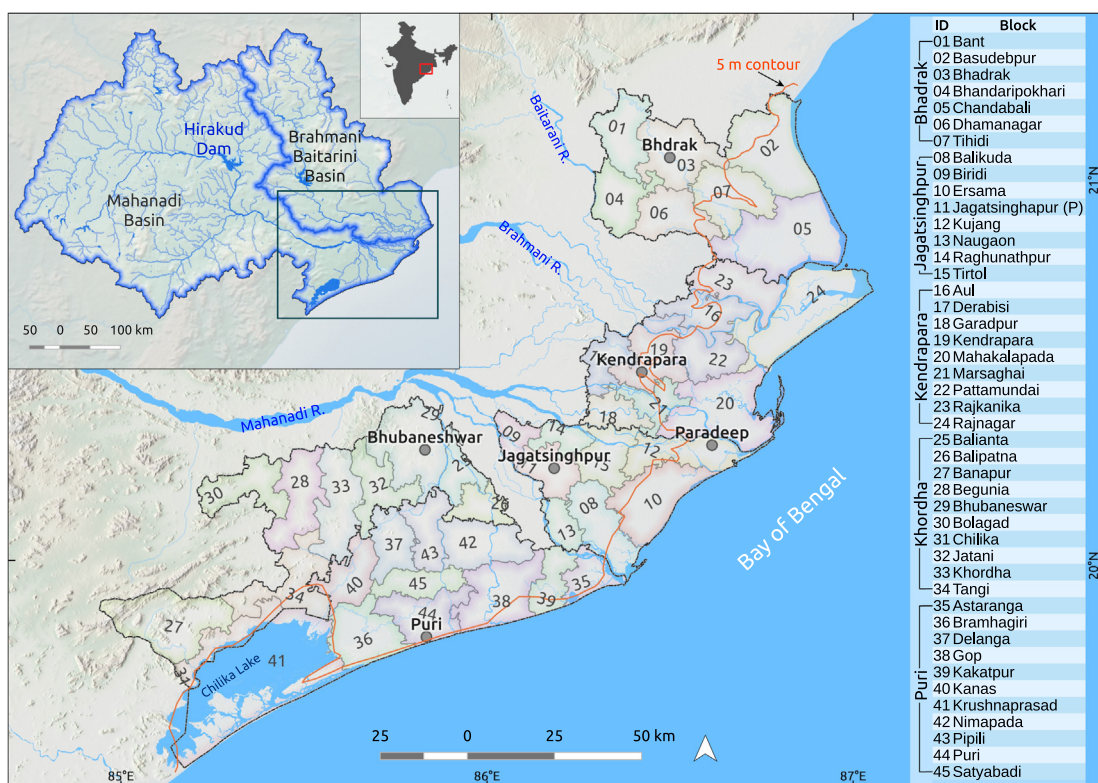 Hirakud
Dam
Brahmani
Baitarini
Basin
Mahanadi
Basin
50 0 50 100 km
5 m contour
Baitarani R.
Brahmani R.
Mahanadi R.
01
02
Bhdrak
03
04
06
07
05
23
24
16
19
22
Kendrapara
17
21
20
18
Paradeep
29
Bhubaneshwar
09
14
Jagatsinghpur
11
15
12
10
08
13
25
26
30
28
33
32
37
43
42
40
45
38
39
35
44
34
Puri
36
27
31
41
Chilika Lake
Bay of Bengal
25 0 25 50 km
85°E
86°E
87°E
21°N
20°N
ID Block
Bhadrak
01 Bant
02 Basudebpur
03 Bhadrak
04 Bhandaripokhari
05 Chandabali
06 Dhamanagar
07 Tihidi
Jagatsinghpur
08 Balikuda
09 Biridi
10 Ersama
11 Jagatsinghapur (P)
12 Kujang
13 Naugaon
14 Raghunathpur
15 Tirtol
Kendrapara
16 Aul
17 Derabisi
18 Garadpur
19 Kendrapara
20 Mahakalapada
21 Marsaghai
22 Pattamundai
23 Rajkanika
24 Rajnagar
Khordha
25 Balianta
26 Balipatna
27 Banapur
28 Begunia
29 Bhubaneswar
30 Bolagad
31 Chilika
32 Jatani
33 Khordha
34 Tangi
Puri
35 Astaranga
36 Bramhagiri
37 Delanga
38 Gop
39 Kakatpur
40 Kanas
41 Krushnaprasad
42 Nimapada
43 Pipili
44 Puri
45 Satyabadi